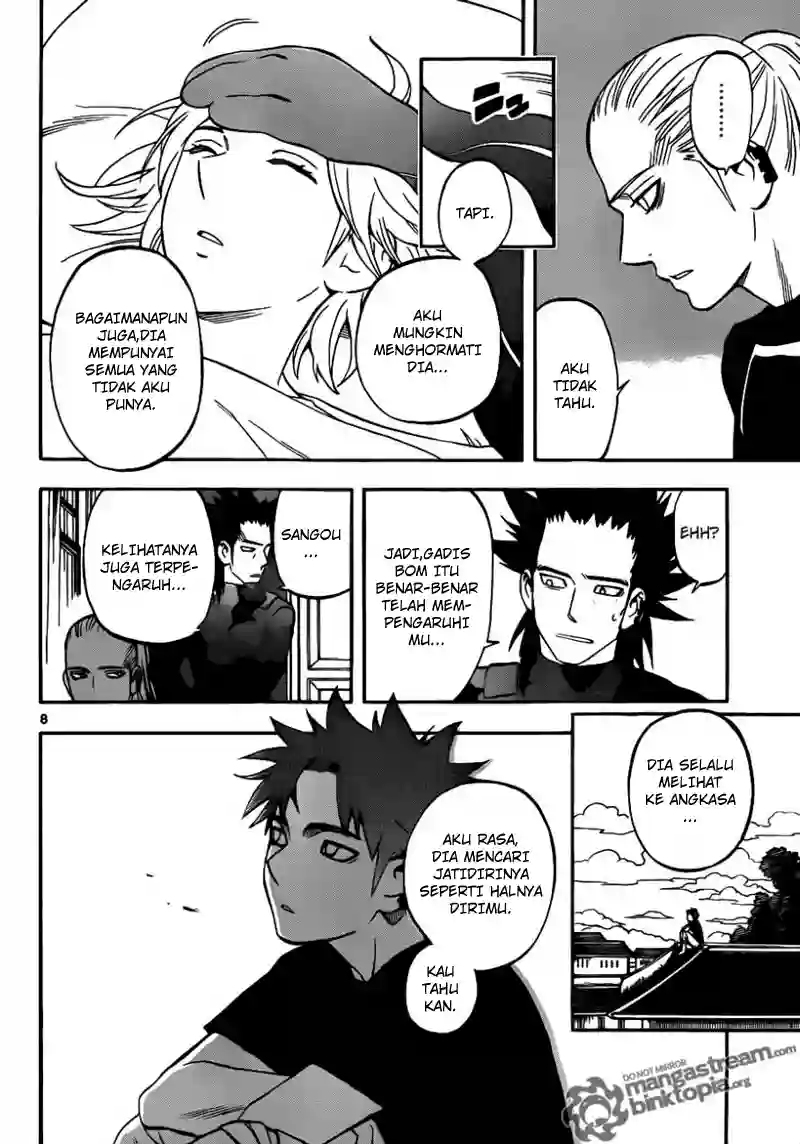 .........
AKU
TIDAK
TAHU.
TAPI.
AKU
MUNGKIN
MENGHORMATI
DIA...
BAGAIMANAPUN
JUGA,DIA
MEMPUNYAI
SEMUA YANG
TIDAK AKU
PUNYA.
EHH?
JADI,GADIS
BOM ITU
BENAR-BENAR
TELAH MEM-
PENGARUHI
MU...
SANGOU
...
KELIHATANYA
JUGA TERPE-
NGARUH...
8
DIA SELALU
MELIHAT
KE ANGKASA
...
AKU RASA,
DIA MENCARI
JATIDIRINYA
SEPERTI HALNYA
DIRIMU.
KAU
TAHU
KAN.
DO NOT MIRROR
mangastream.com
binktopia.org